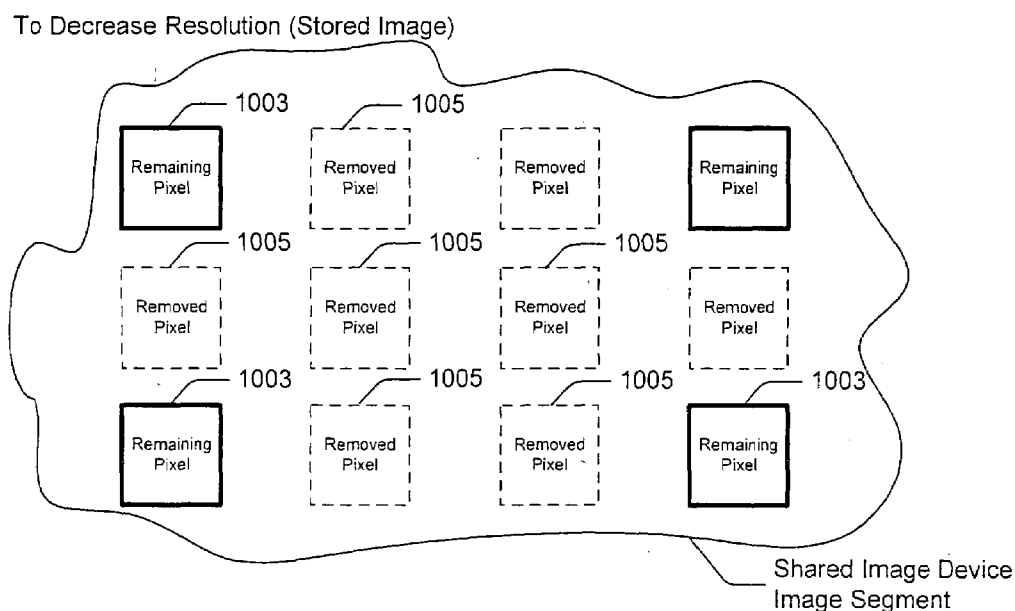 To Decrease Resolution (Stored Image)
1003
1005
Remaining
Pixel
Removed
Pixel
Removed
Pixel
Remaining
Pixel
1005
1005
1005
Removed
Pixel
Removed
Pixel
Removed
Pixel
Removed
Pixel
1003
1005
1005
1003
Remaining
Pixel
Removed
Pixel
Removed
Pixel
Remaining
Pixel
Shared Image Device
Image Segment